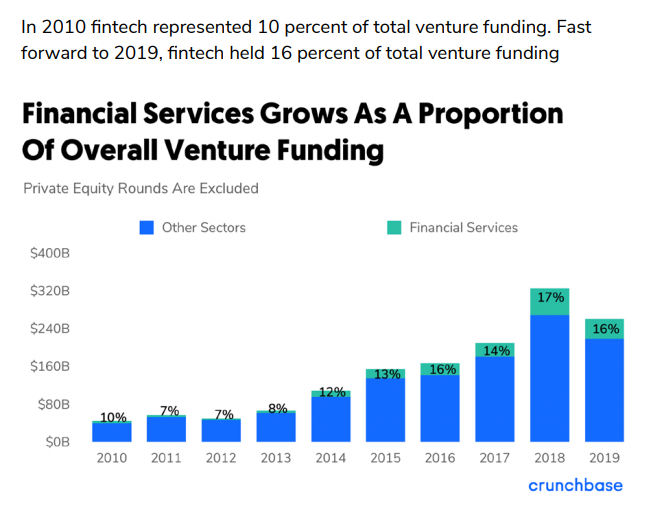 In 2010 fintech represented 10 percent of total venture funding. Fast
forward to 2019, fintech held 16 percent of total venture funding
Financial Services Grows As A Proportion
Of Overall Venture Funding
Private Equity Rounds Are Excluded
Other Sectors Financial Services
$400B
$320B
$240B
$160B
$80B
$0B
10% 7% 7% 8% 12% 13% 16% 14% 17% 16%
2010 2011 2012 2013 2014 2015 2016 2017 2018 2019
crunchbase